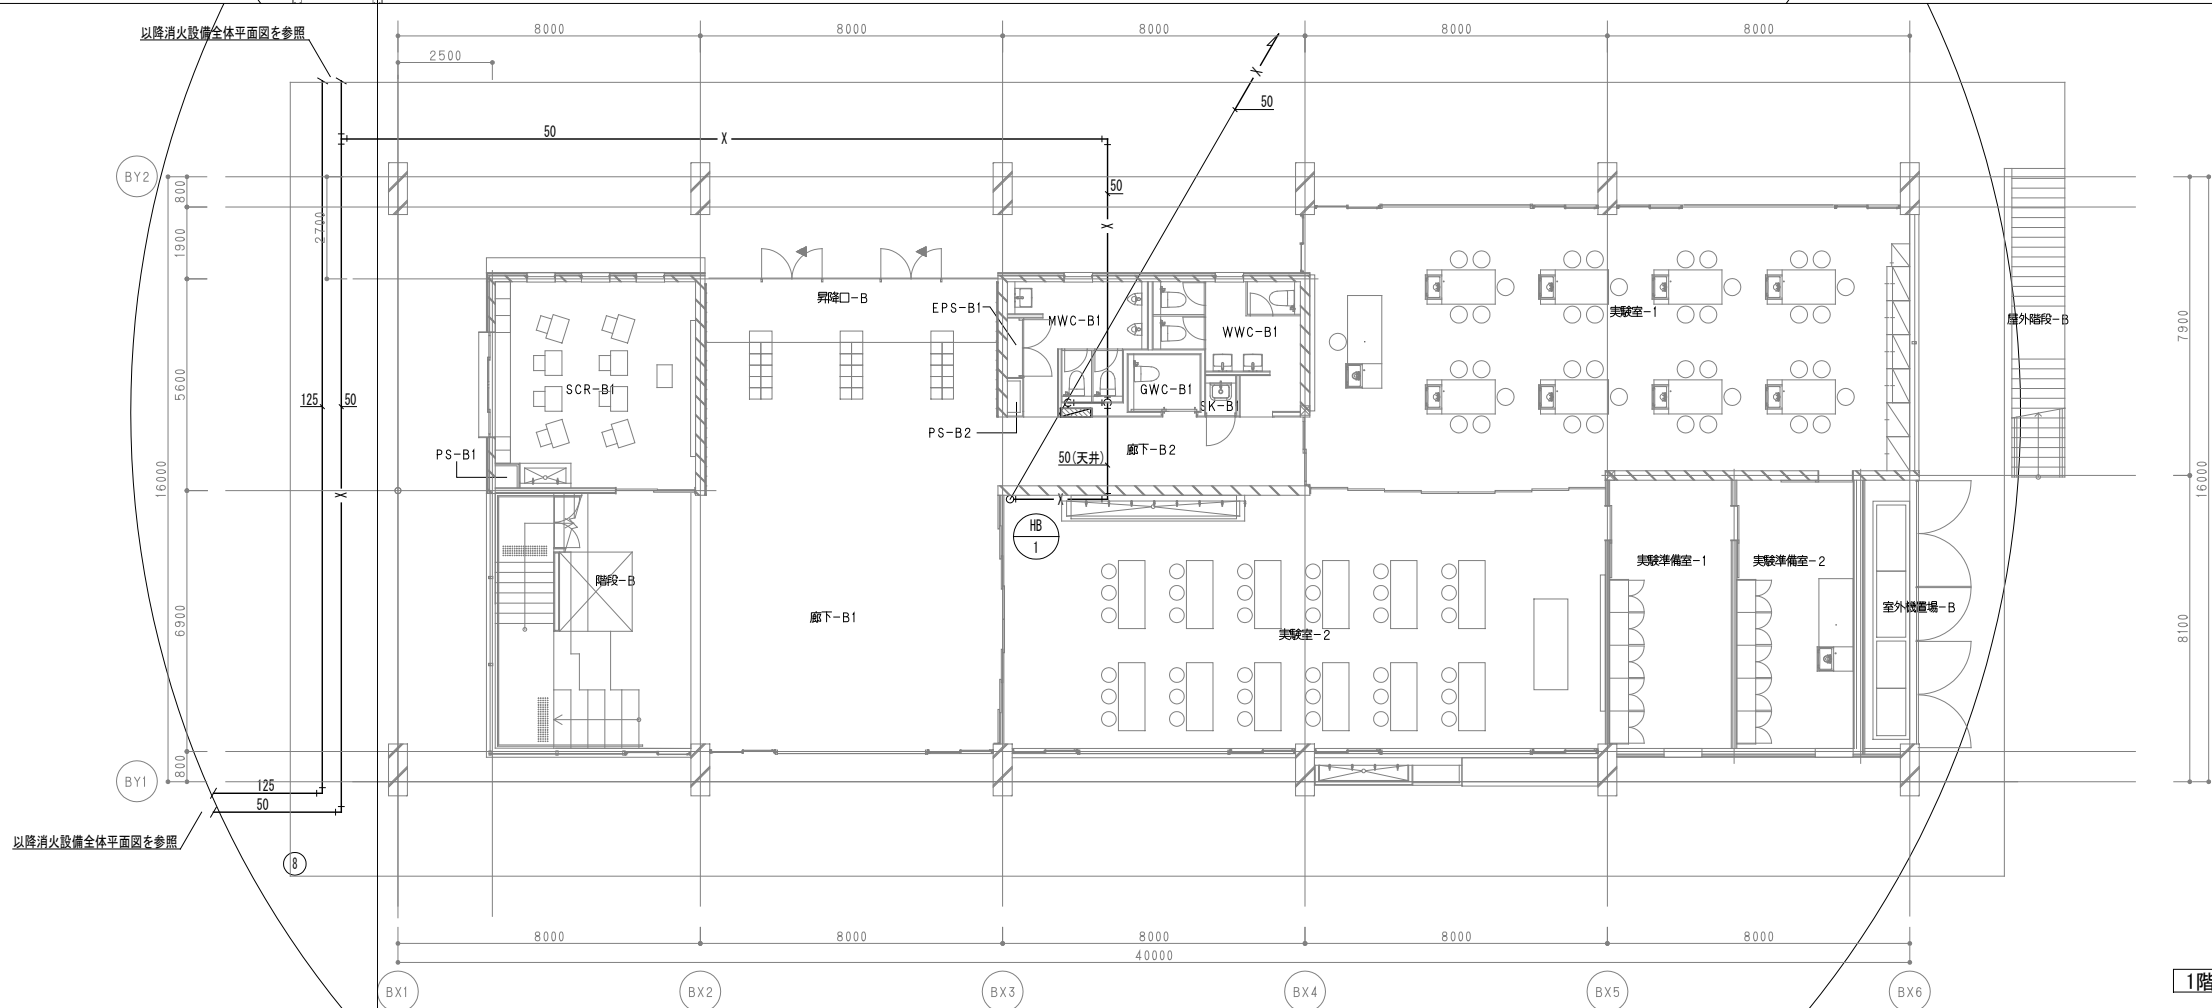 以降消火設備全体平面図を参照
8000
8000
8000
8000
8000
2500
50
50
50
BY2
800
2700
1900
昇降口-B
EPS-B1
MWC-B1
WWC-B1
実験室-1
屋外階段-B
7900
5600
SCR-B1
GWC-B1
SK-B1
125
50
PS-B2
廊下-B2
PS-B1
50(天井)
16000
16000
HB
1
階段-B
実験準備室-1
実験準備室-2
6900
廊下-B1
実験室-2
室外機置場-B
8100
800
BY1
125
50
以降消火設備全体平面図を参照
8
8000
8000
8000
8000
8000
40000
BX1
BX2
BX3
BX4
BX5
BX6
1階